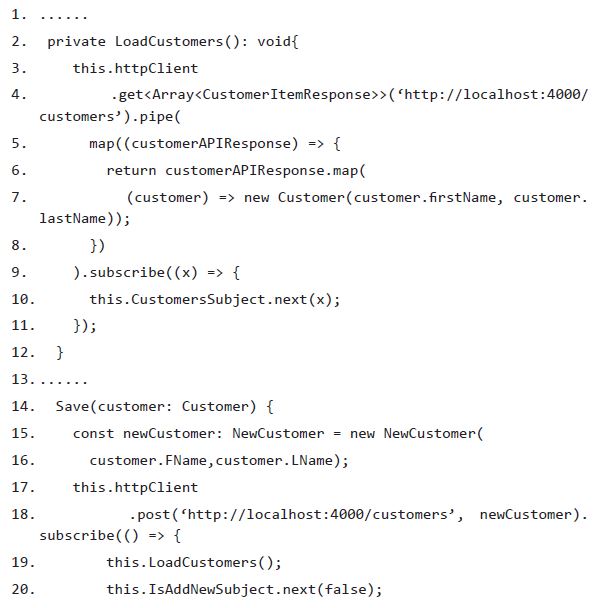 1. ......
2. private LoadCustomers(): void{
3. this.httpClient
4. .get<Array<CustomerItemResponse>>(‘http://localhost:4000/
customers’).pipe(
5. map((customerAPIResponse) => {
6. return customerAPIResponse.map(
7. (customer) => new Customer(customer.firstName, customer.
lastName));
8. })
9. ).subscribe((x) => {
10. this.CustomersSubject.next(x);
11. });
12. }
13. ......
14. Save(customer: Customer) {
15. const newCustomer: NewCustomer = new NewCustomer(
16. customer.FName,customer.LName);
17. this.httpClient
18. .post(‘http://localhost:4000/customers’, newCustomer).
subscribe(() => {
19. this.LoadCustomers();
20. this.IsAddNewSubject.next(false);